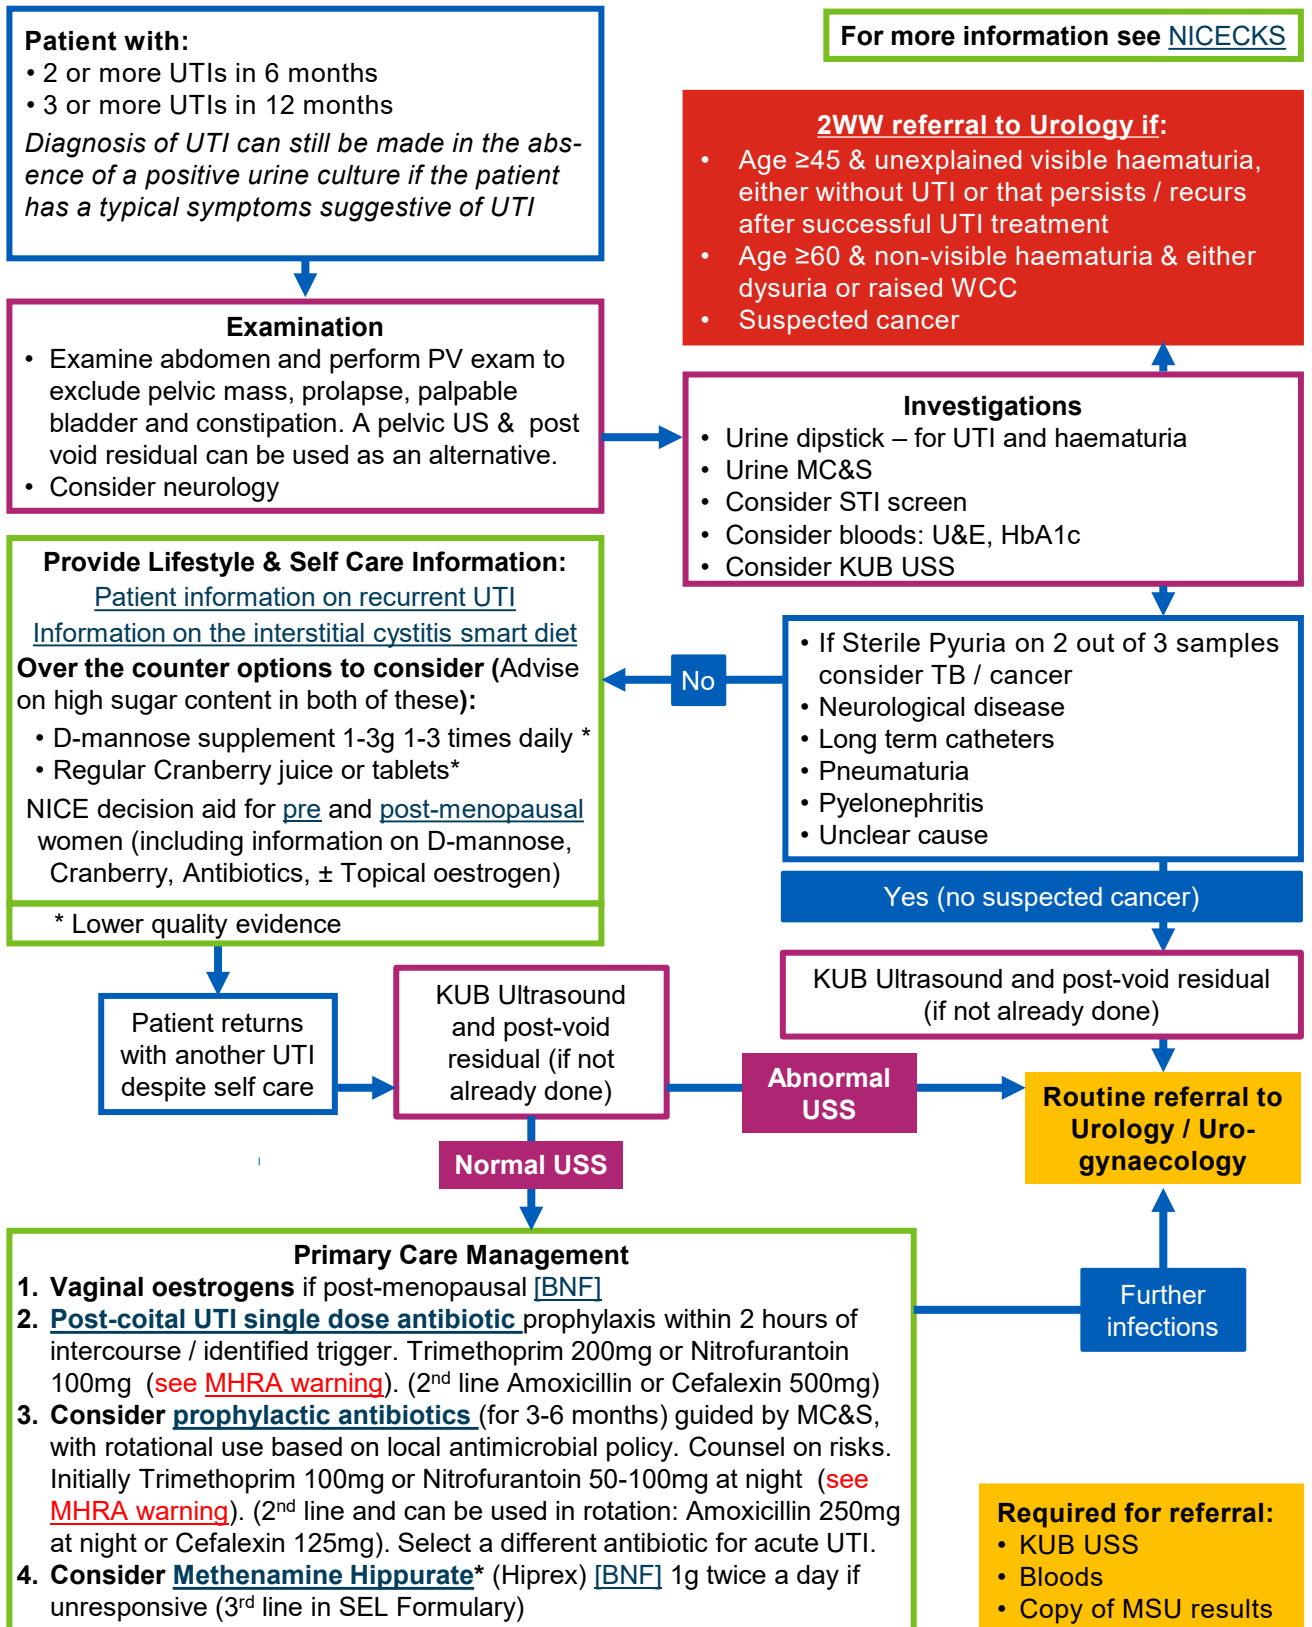 Patient with:
• 2 or more UTIs in 6 months
• 3 or more UTIs in 12 months
Diagnosis of UTI can still be made in the abs-
ence of a positive urine culture if the patient
has a typical symptoms suggestive of UTI
For more information see NICECKS
2WW referral to Urology if:
• Age ≥45 & unexplained visible haematuria,
either without UTI or that persists / recurs
after successful UTI treatment
• Age ≥60 & non-visible haematuria & either
dysuria or raised WCC
• Suspected cancer
Examination
• Examine abdomen and perform PV exam to
exclude pelvic mass, prolapse, palpable
bladder and constipation. A pelvic US & post
void residual can be used as an alternative.
• Consider neurology
Investigations
• Urine dipstick – for UTI and haematuria
• Urine MC&S
• Consider STI screen
• Consider bloods: U&E, HbA1c
• Consider KUB USS
Provide Lifestyle & Self Care Information:
Patient information on recurrent UTI
Information on the interstitial cystitis smart diet
Over the counter options to consider (Advise
on high sugar content in both of these):
• D-mannose supplement 1-3g 1-3 times daily *
• Regular Cranberry juice or tablets*
NICE decision aid for pre and post-menopausal
women (including information on D-mannose,
Cranberry, Antibiotics, ± Topical oestrogen)
* Lower quality evidence
No
• If Sterile Pyuria on 2 out of 3 samples
consider TB / cancer
• Neurological disease
• Long term catheters
• Pneumaturia
• Pyelonephritis
• Unclear cause
Yes (no suspected cancer)
KUB Ultrasound and post-void residual
(if not already done)
Patient returns
with another UTI
despite self care
KUB Ultrasound
and post-void
residual (if not
already done)
Abnormal
USS
Routine referral to
Urology / Uro-
gynaecology
Normal USS
Primary Care Management
1. Vaginal oestrogens if post-menopausal [BNF]
2. Post-coital UTI single dose antibiotic prophylaxis within 2 hours of
intercourse / identified trigger. Trimethoprim 200mg or Nitrofurantoin
100mg (see MHRA warning). (2nd line Amoxicillin or Cefalexin 500mg)
3. Consider prophylactic antibiotics (for 3-6 months) guided by MC&S,
with rotational use based on local antimicrobial policy. Counsel on risks.
Initially Trimethoprim 100mg or Nitrofurantoin 50-100mg at night (see
MHRA warning). (2nd line and can be used in rotation: Amoxicillin 250mg
at night or Cefalexin 125mg). Select a different antibiotic for acute UTI.
4. Consider Methenamine Hippurate* (Hiprex) [BNF] 1g twice a day if
unresponsive (3rd line in SEL Formulary)
Further
infections
Required for referral:
• KUB USS
• Bloods
• Copy of MSU results